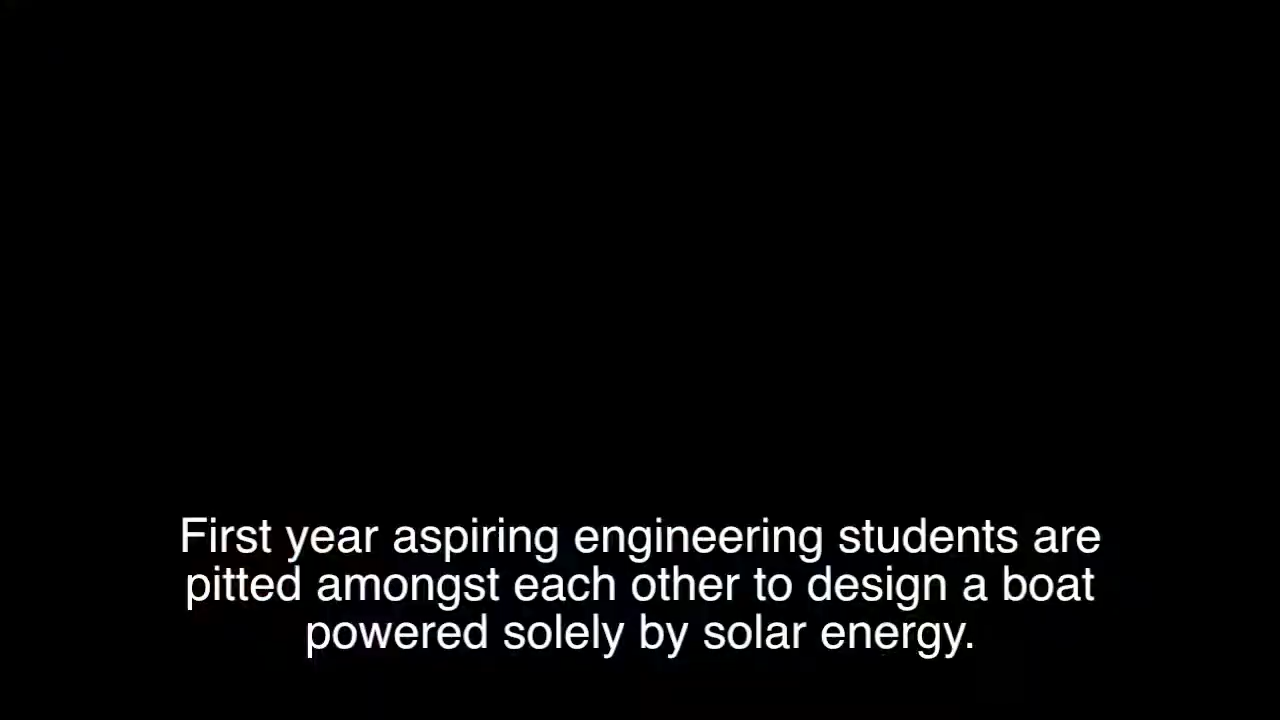 First year aspiring engineering students are
pitted amongst each other to design a boat
powered solely by solar energy.